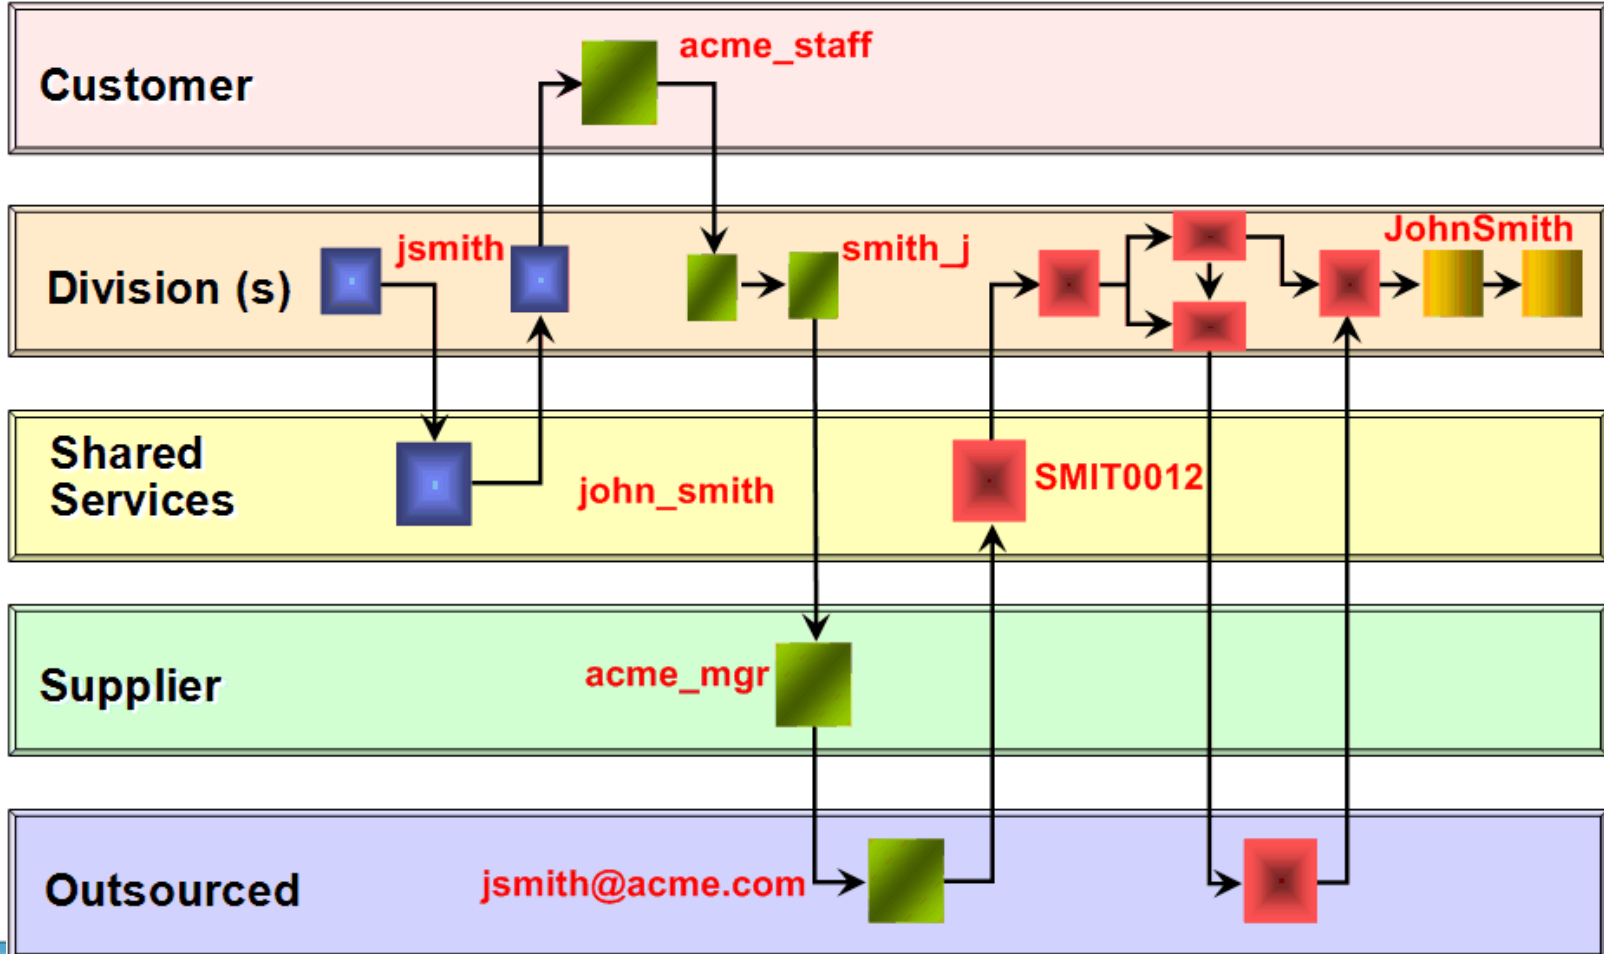 Customer
acme_staff
Division (s)
jsmith
smith_j
JohnSmith
Shared
Services
john_smith
SMIT0012
Supplier
acme_mgr
Outsourced
jsmith@acme.com